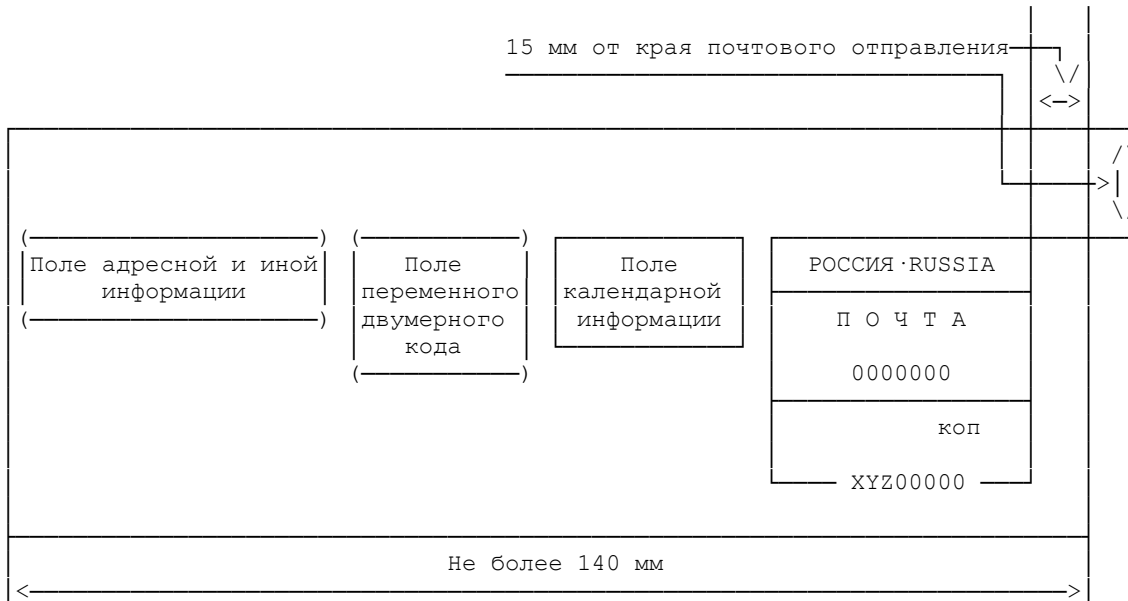 15 мм от края почтового отправления
Поле адресной и иной
информации
Поле
переменного
двумерного
кода
Поле
календарной
информации
РОССИЯ·RUSSIA
П О Ч Т А
0000000
коп
XYZ00000
Не более 140 мм